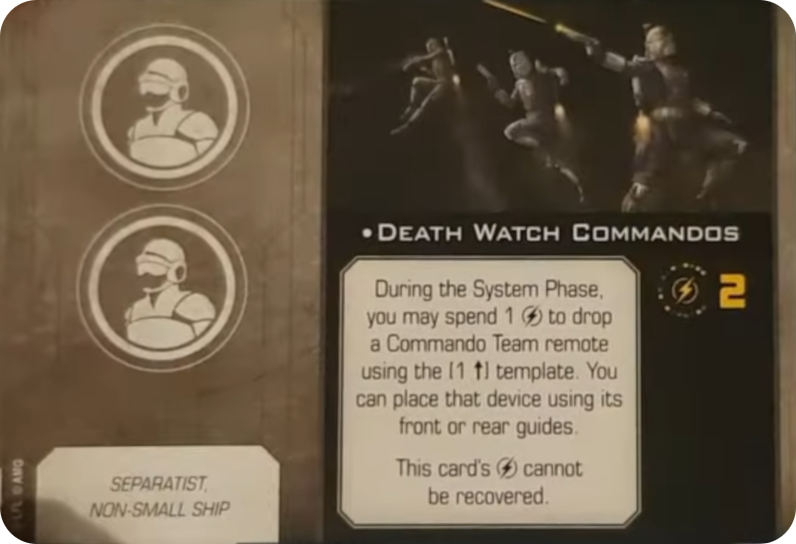 • DEATH WATCH COMMANDOS
2
During the System Phase,
you may spend 1 to drop
a Commando Team remote
using the [1 ↑] template. You
can place that device using its
front or rear guides.
This card's cannot
be recovered.
SEPARATIST,
NON-SMALL SHIP
©LFL ©AMG